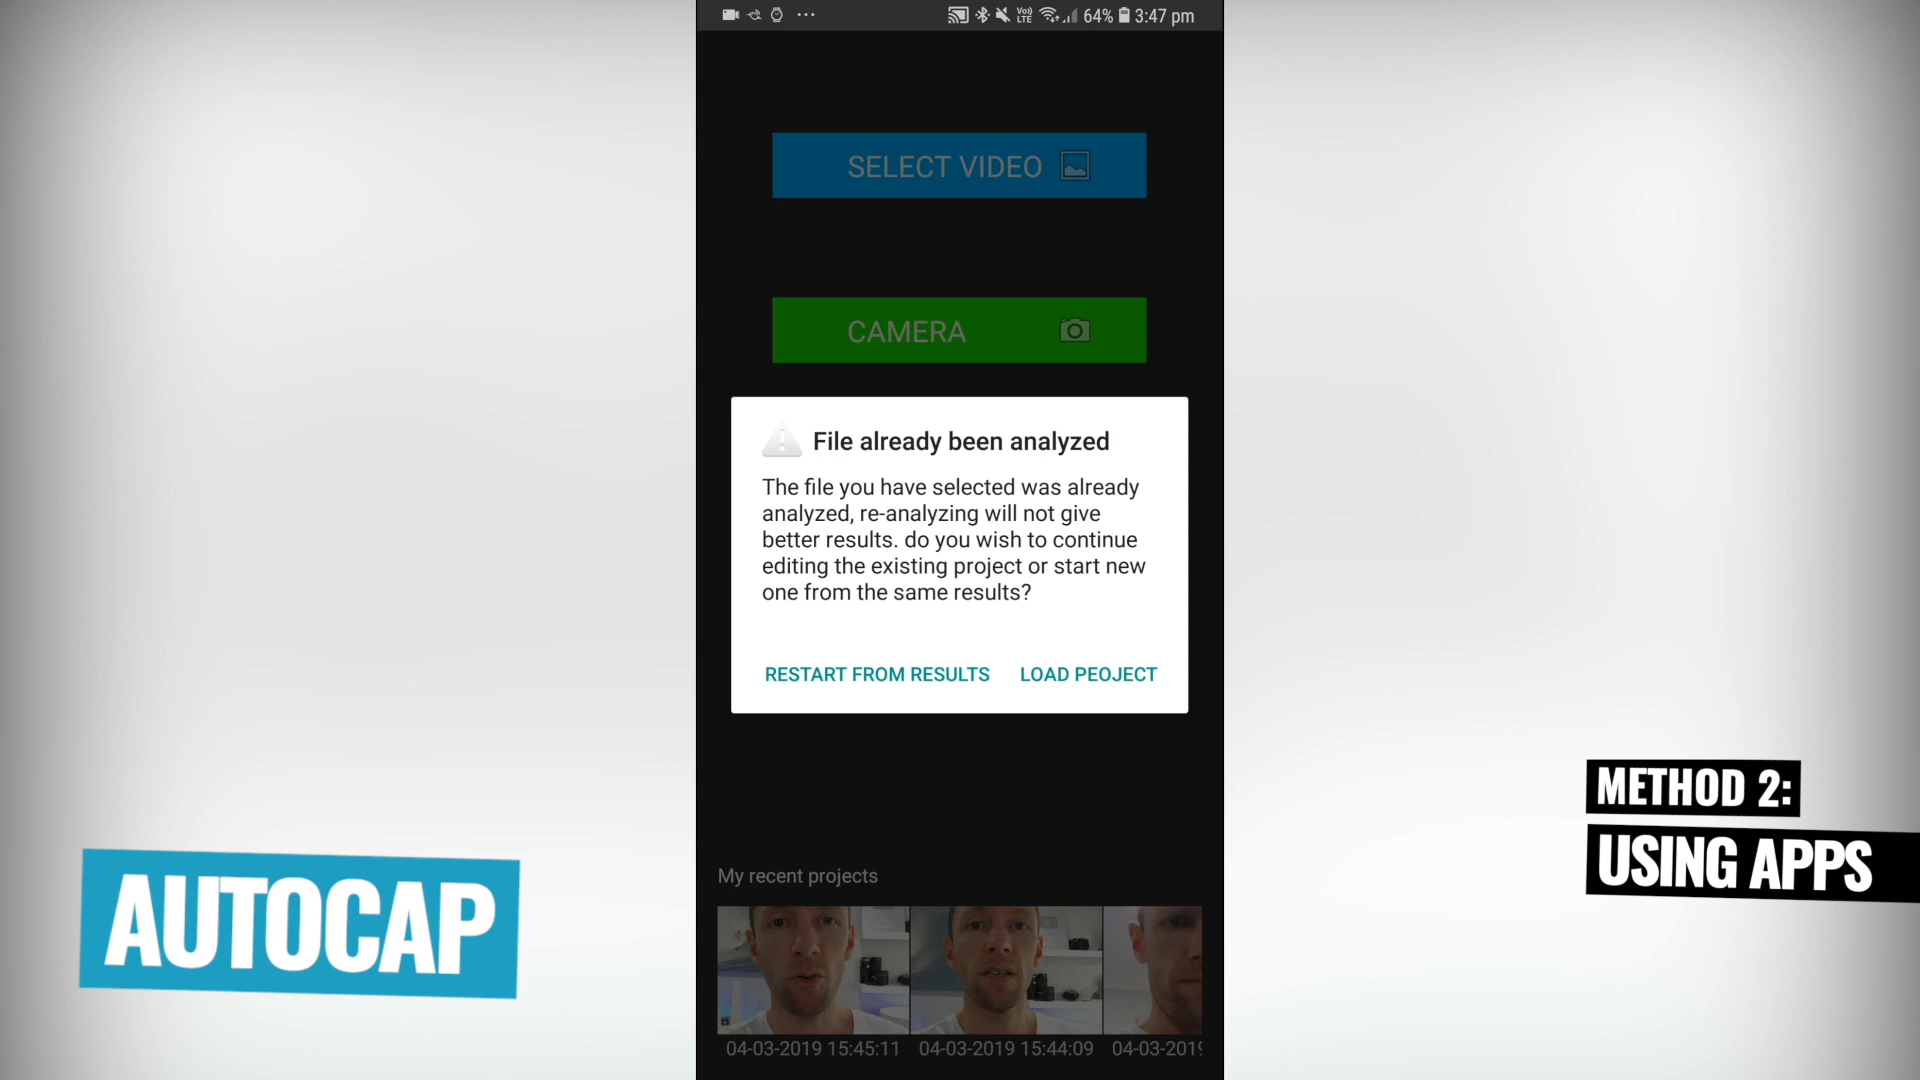 64% 3:47 pm
SELECT VIDEO
CAMERA
File already been analyzed
The file you have selected was already
analyzed, re-analyzing will not give
better results. do you wish to continue
editing the existing project or start new
one from the same results?
RESTART FROM RESULTS LOAD PEOJECT
METHOD 2:
USING APPS
AUTOCAP
My recent projects
04-03-2019 15:45:11 04-03-2019 15:44:09 04-03-2019